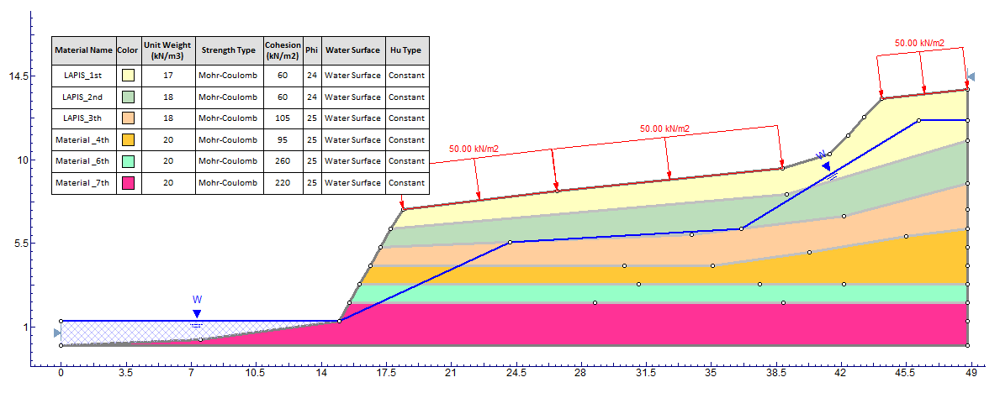 Material Name Color Unit Weight (kN/m3) Strength Type Cohesion (kN/m2) Phi Water Surface Hu Type
LAPIS_1st 17 Mohr-Coulomb 60 24 Water Surface Constant
LAPIS_2nd 18 Mohr-Coulomb 60 24 Water Surface Constant
LAPIS_3th 18 Mohr-Coulomb 105 25 Water Surface Constant
Material _4th 20 Mohr-Coulomb 95 25 Water Surface Constant
Material _6th 20 Mohr-Coulomb 260 25 Water Surface Constant
Material _7th 20 Mohr-Coulomb 220 25 Water Surface Constant
50.00 kN/m2
50.00 kN/m2
50.00 kN/m2
W
W
14.5
10
5.5
1
0 3.5 7 10.5 14 17.5 21 24.5 28 31.5 35 38.5 42 45.5 49